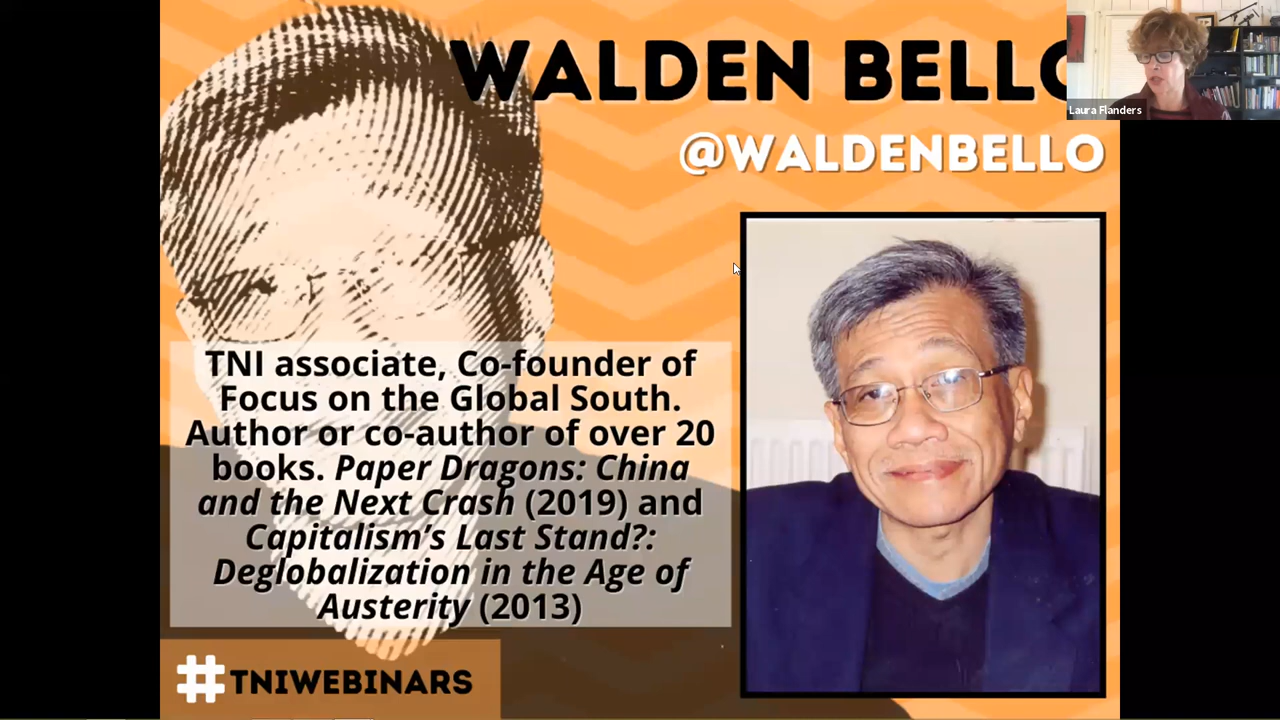 WALDEN BELLO
Laura Flanders
@WALDENBELLO
TNI associate, Co-founder of
Focus on the Global South.
Author or co-author of over 20
books. Paper Dragons: China
and the Next Crash (2019) and
Capitalism’s Last Stand?:
Deglobalization in the Age of
Austerity (2013)
#TNIWEBINARS